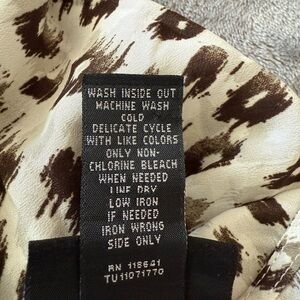 WASH INSIDE OUT
MACHINE WASH
COLD
DELICATE CYCLE
WITH LIKE COLORS
ONLY NON-
CHLORINE BLEACH
WHEN NEEDED
LINE DRY
LOW IRON
IF NEEDED
IRON WRONG
SIDE ONLY
RN 118641
TU11071770